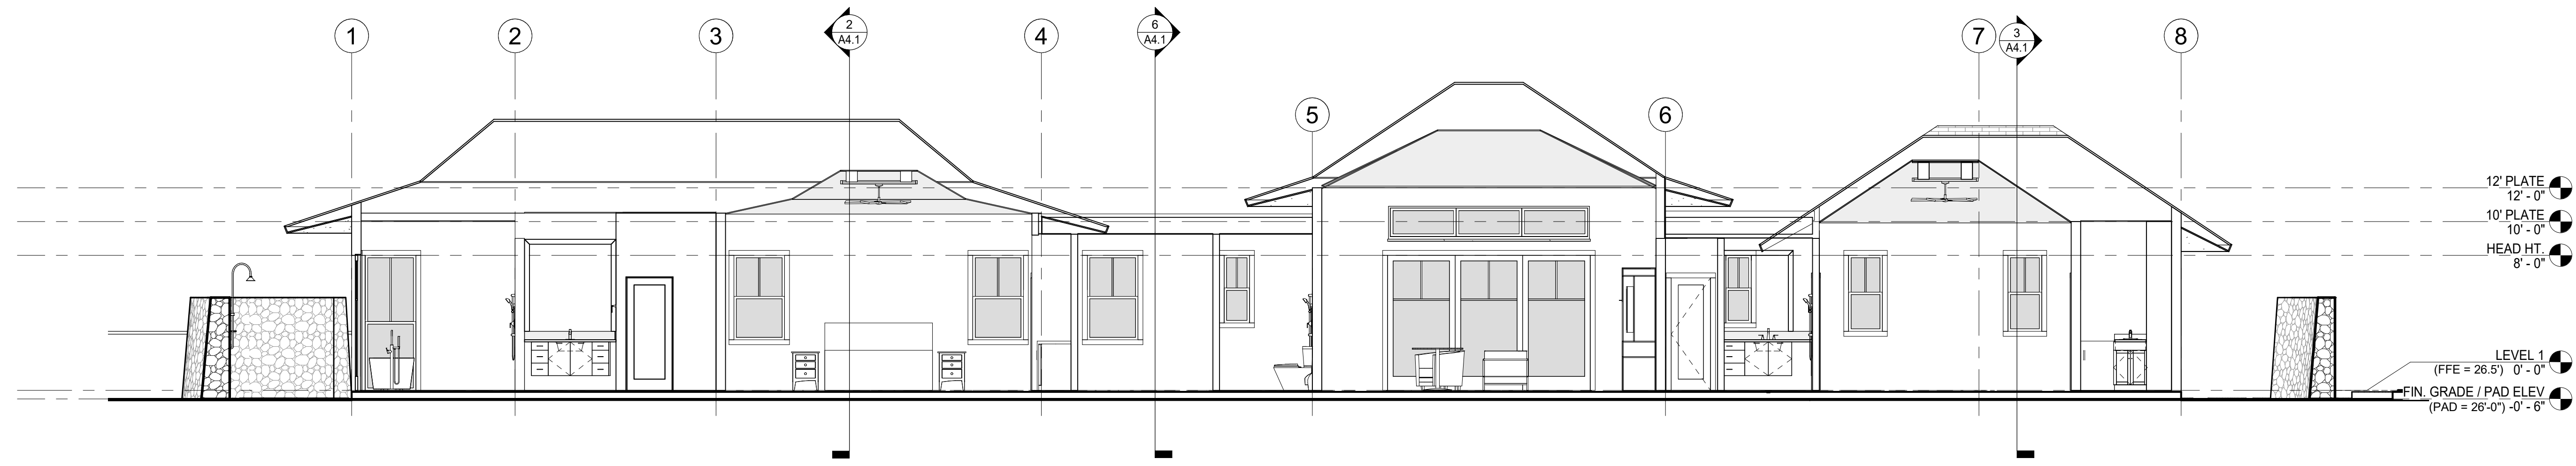 1
2
3
2
A4.1
4
6
A4.1
5
6
7
3
A4.1
8
12' PLATE
12' - 0"
10' PLATE
10' - 0"
HEAD HT.
8' - 0"
LEVEL 1
(FFE = 26.5') 0' - 0"
FIN. GRADE / PAD ELEV
(PAD = 26'-0") -0' - 6"